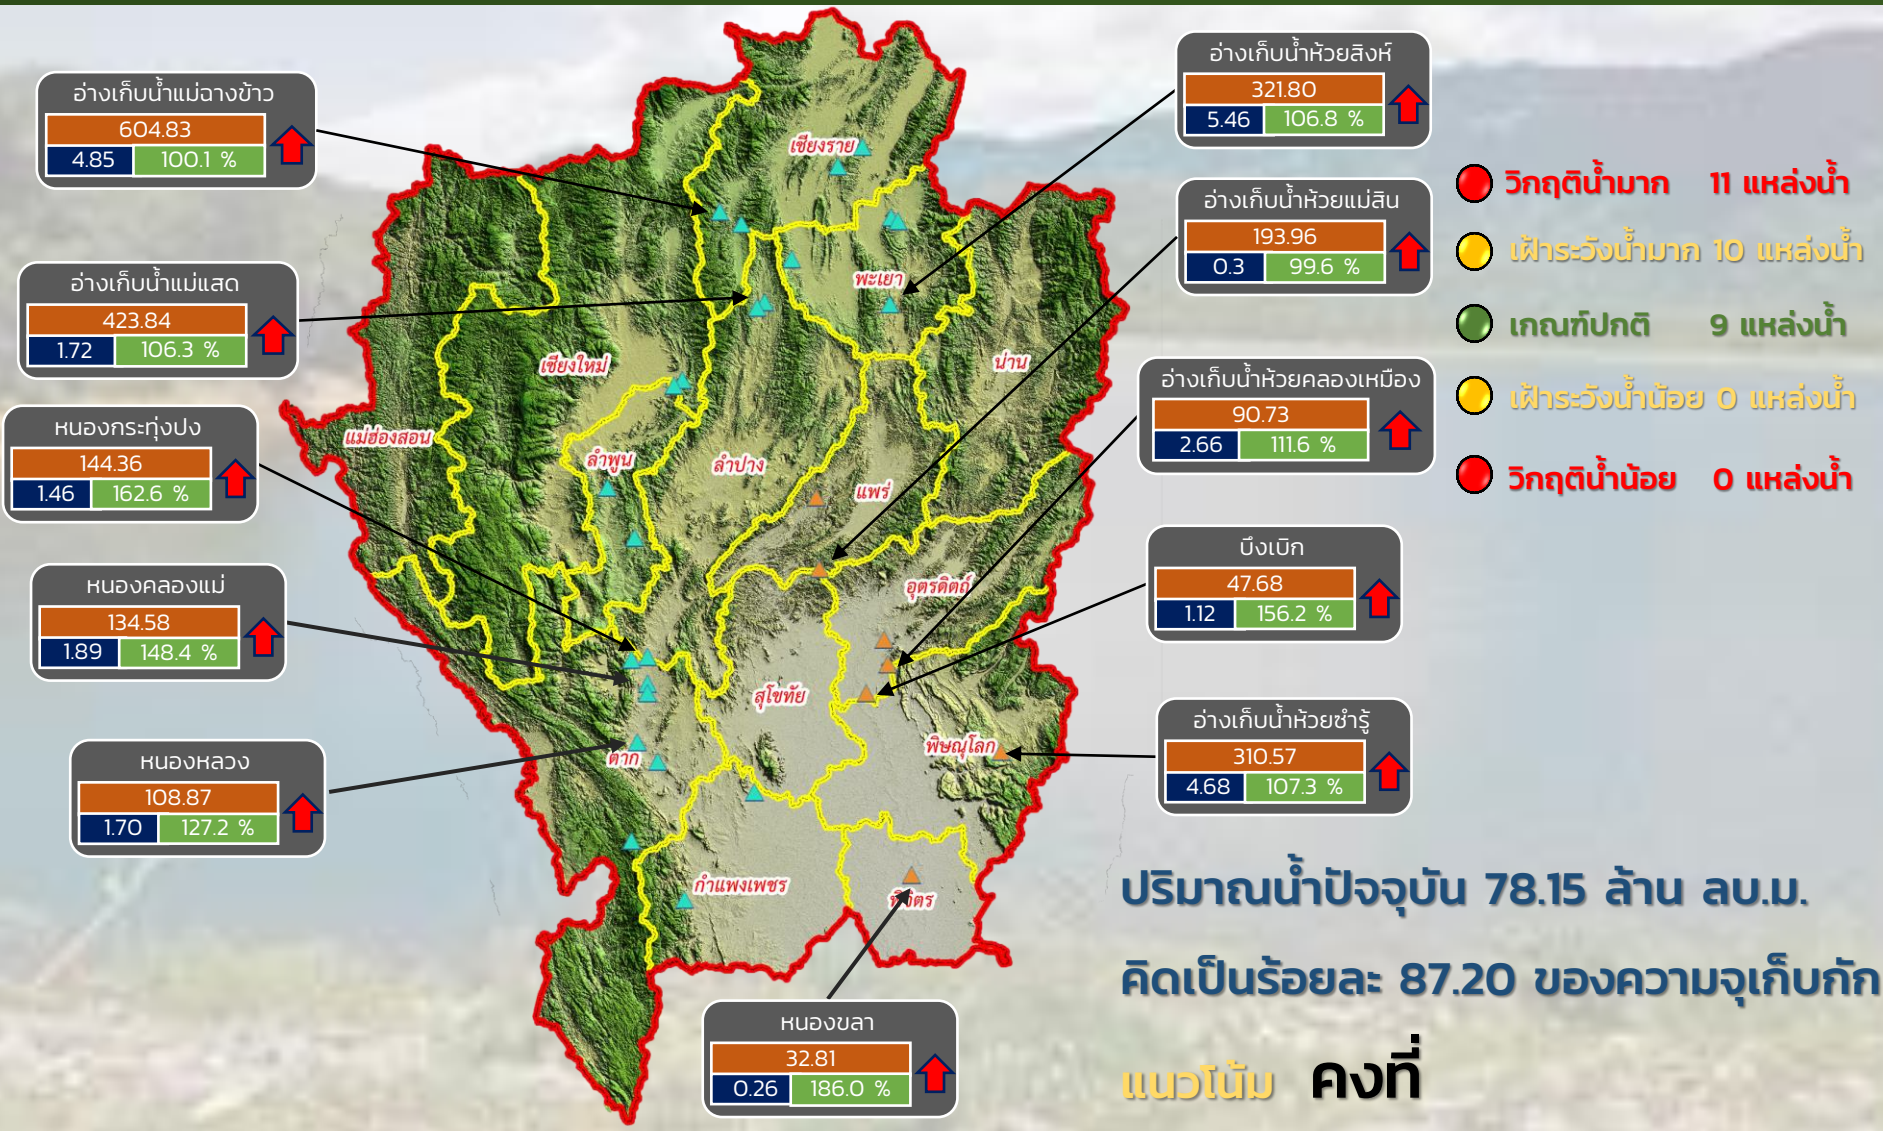 อ่างเก็บน้ำแม่ฉางข้าว
604.83
4.85 100.1 %
อ่างเก็บน้ำแม่แสด
423.84
1.72 106.3 %
หนองกระทุ่งปง
144.36
1.46 162.6 %
หนองคลองแม่
134.58
1.89 148.4 %
หนองหลวง
108.87
1.70 127.2 %
เชียงราย
พะเยา
น่าน
เชียงใหม่
แม่ฮ่องสอน
ลำพูน
ลำปาง
แพร่
อุตรดิตถ์
สุโขทัย
ตาก
พิษณุโลก
กำแพงเพชร
หนองขลา
32.81
0.26 186.0 %
อ่างเก็บน้ำห้วยสิงห์
321.80
5.46 106.8 %
อ่างเก็บน้ำห้วยแม่สิน
193.96
0.3 99.6 %
อ่างเก็บน้ำห้วยคลองเหมือง
90.73
2.66 111.6 %
บึงเบิก
47.68
1.12 156.2 %
อ่างเก็บน้ำห้วยซำรู้
310.57
4.68 107.3 %
วิกฤติน้ำมาก 11 แหล่งน้ำ
เฝ้าระวังน้ำมาก 10 แหล่งน้ำ
เกณฑ์ปกติ 9 แหล่งน้ำ
เฝ้าระวังน้ำน้อย 0 แหล่งน้ำ
วิกฤติน้ำน้อย 0 แหล่งน้ำ
ปริมาณน้ำปัจจุบัน 78.15 ล้าน ลบ.ม.
คิดเป็นร้อยละ 87.20 ของความจุเก็บกัก
แนวโน้ม คงที่